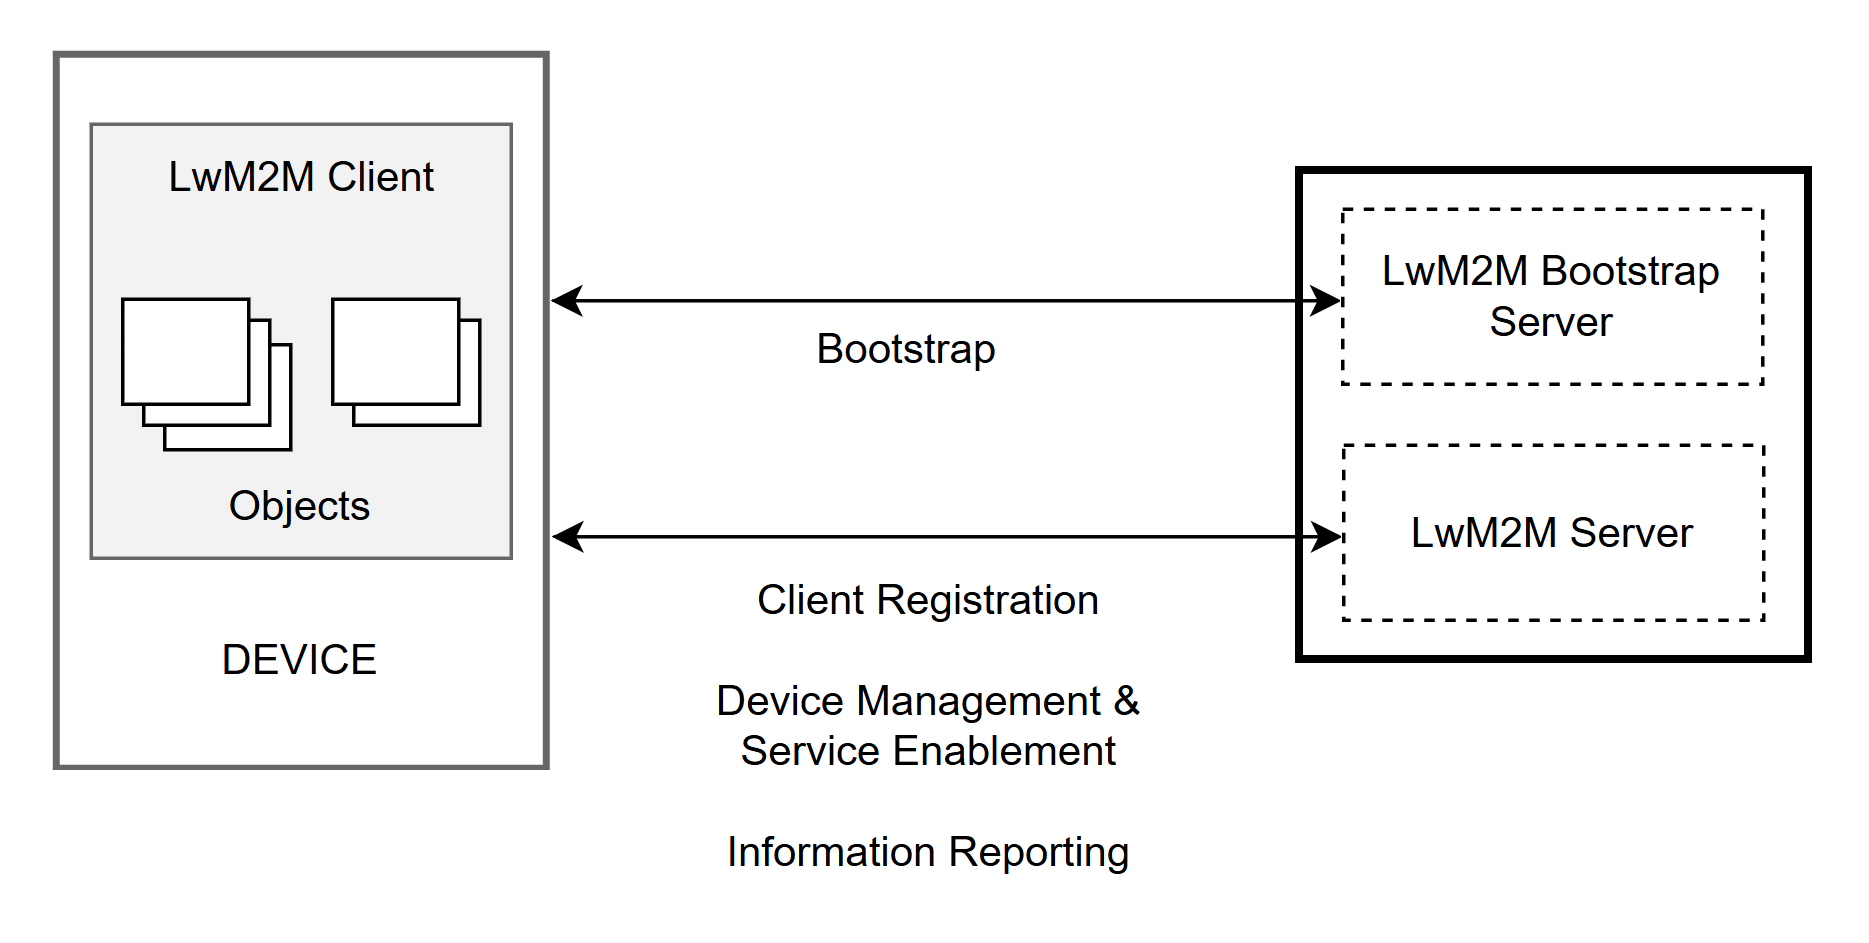 LwM2M Client
Objects
DEVICE
Bootstrap
Client Registration
Device Management &
Service Enablement
Information Reporting
LwM2M Bootstrap
Server
LwM2M Server